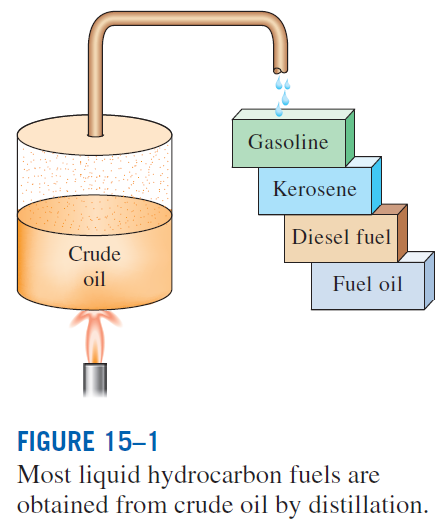 Gasoline
Kerosene
Diesel fuel
Fuel oil
Crude
oil
FIGURE 15–1
Most liquid hydrocarbon fuels are
obtained from crude oil by distillation.